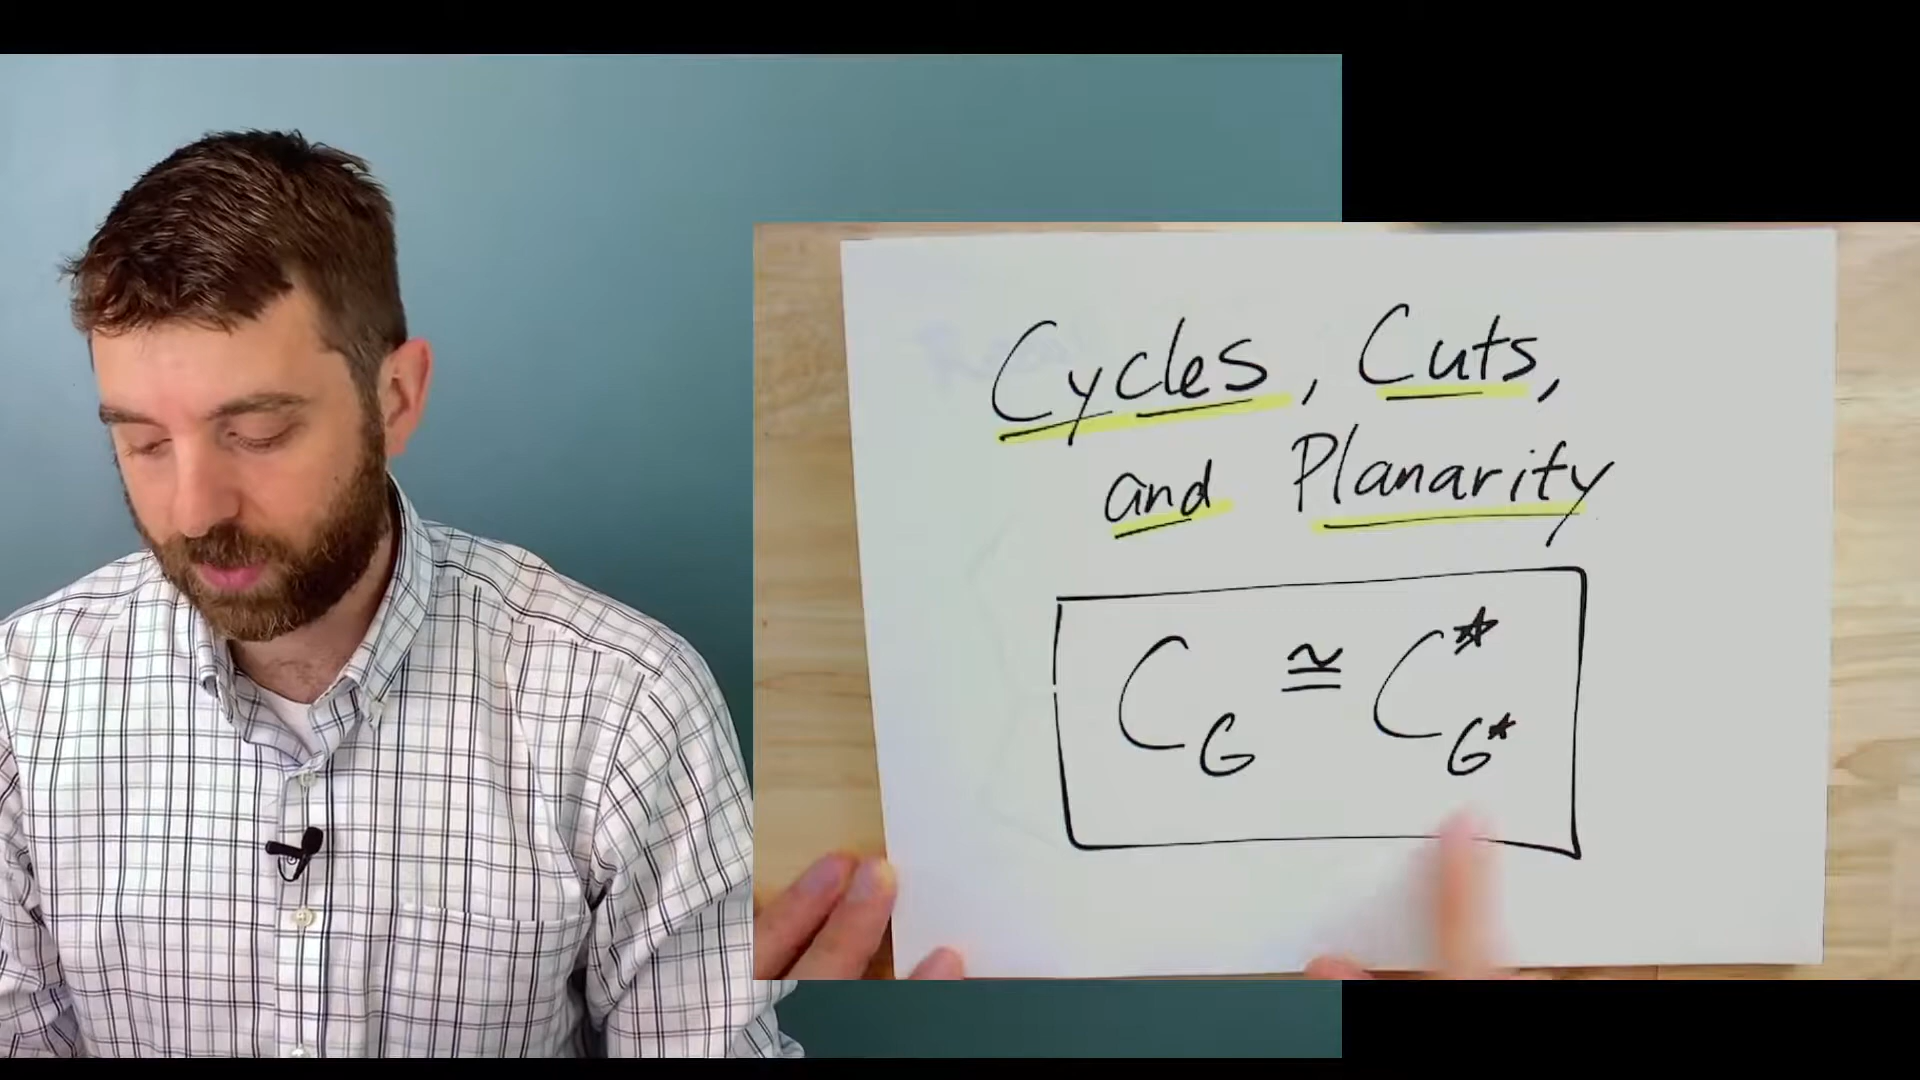 Cycles, Cuts,
and Planarity
C_G ≅ C*_G*